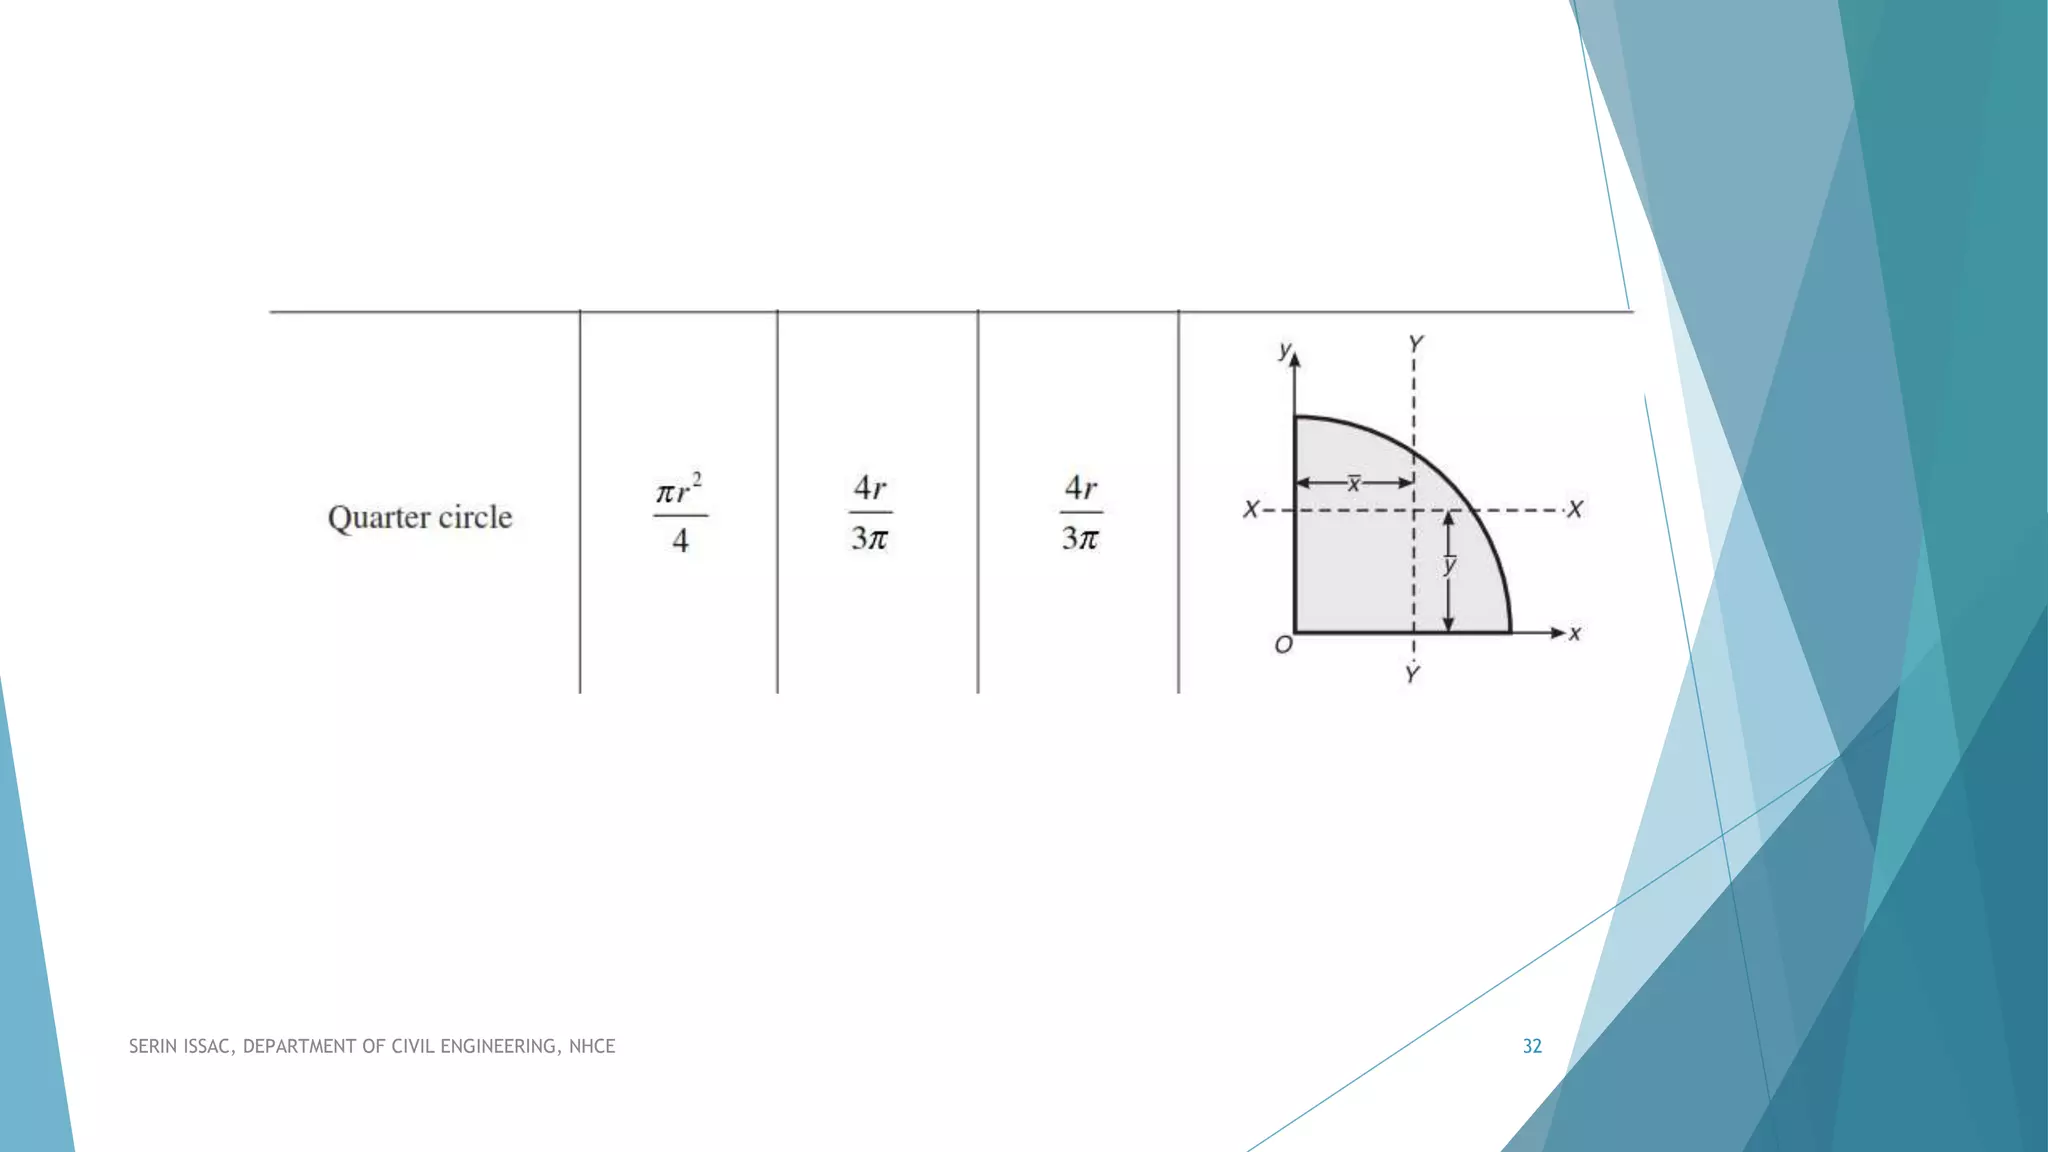 Quarter circle
πr²
4
4r
3π
4r
3π
y
Y
x̄
X
X
ȳ
O
x
Y
SERIN ISSAC, DEPARTMENT OF CIVIL ENGINEERING, NHCE
32